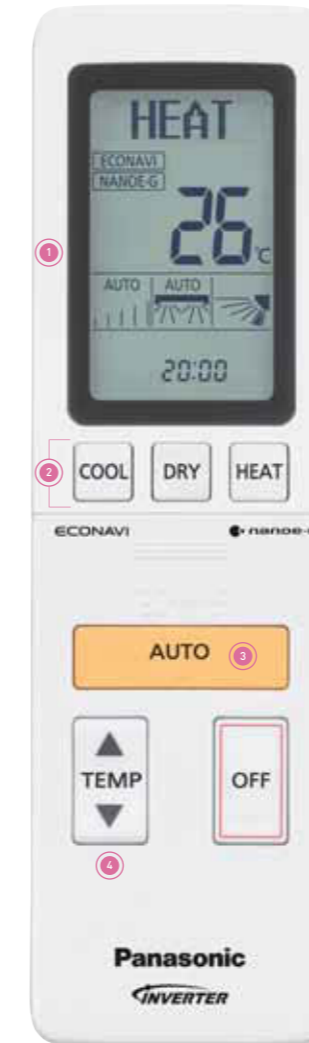 HEAT
ECONAVI
NANOE-G
26°C
AUTO AUTO
20:00
1
2
COOL DRY HEAT
ECONAVI nanoe-
AUTO 3
TEMP OFF
4
Panasonic
INVERTER